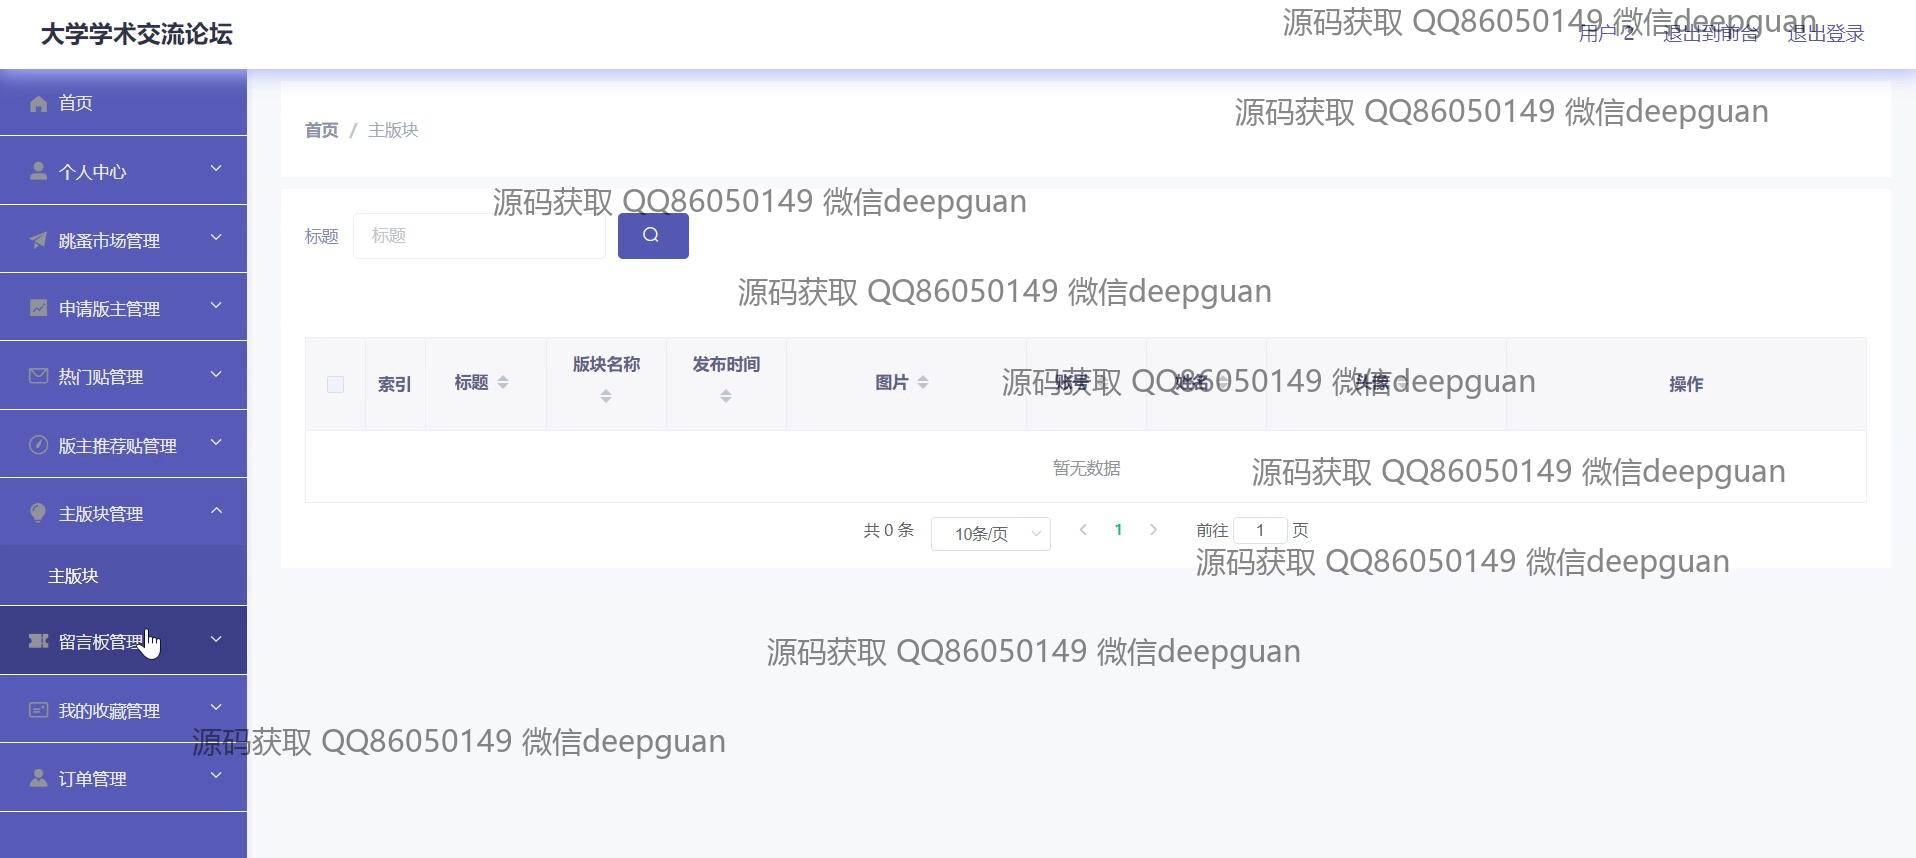 大学学术交流论坛
源码获取 QQ86050149 微信deepguan
用户 2 退出到前台 退出登录
首页
源码获取 QQ86050149 微信deepguan
首页 / 主版块
个人中心
源码获取 QQ86050149 微信deepguan
标题 标题
跳蚤市场管理
源码获取 QQ86050149 微信deepguan
申请版主管理
索引 标题 版块名称 发布时间 图片 账号 姓名 头像 操作
源码获取 QQ86050149 微信deepguan
热门贴管理
版主推荐贴管理
暂无数据
源码获取 QQ86050149 微信deepguan
主版块管理
共 0 条 10条/页 1 前往 1 页
源码获取 QQ86050149 微信deepguan
主版块
留言板管理
源码获取 QQ86050149 微信deepguan
我的收藏管理
源码获取 QQ86050149 微信deepguan
订单管理